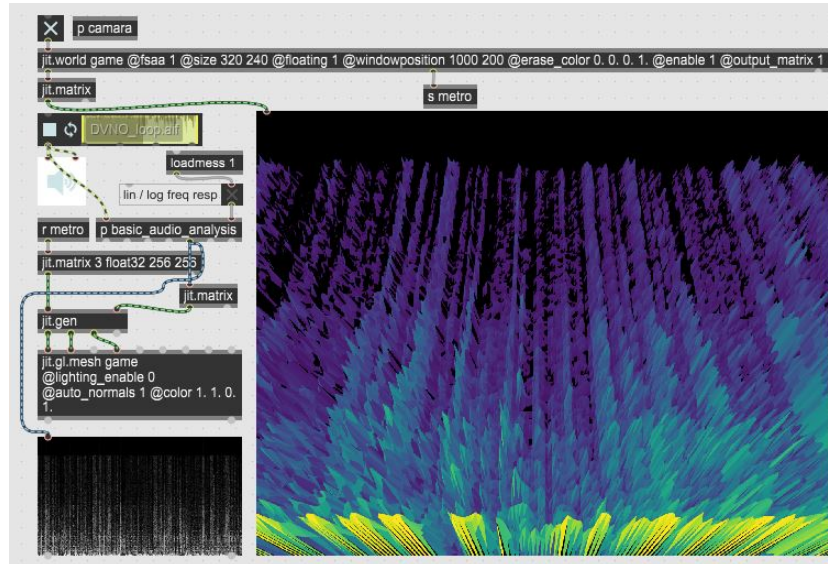 p camara
jit.world game @fsaa 1 @size 320 240 @floating 1 @windowposition 1000 200 @erase_color 0. 0. 0. 1. @enable 1 @output_matrix 1
jit.matrix
s metro
DVNO_loop.aif
loadmess 1
lin / log freq resp
r metro
p basic_audio_analysis
jit.matrix 3 float32 256 256
jit.matrix
jit.gen
jit.gl.mesh game
@lighting_enable 0
@auto_normals 1 @color 1. 1. 0.
1.